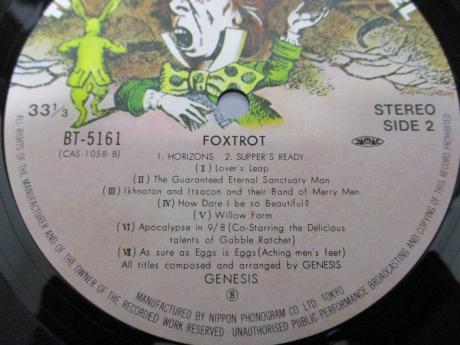 33⅓
STEREO
SIDE 2
BT-5161
(CAS-1058-B)
FOXTROT
1. HORIZONS 2. SUPPER'S READY.
(I) Lover's Leap
(II) The Guaranteed Eternal Sanctuary Man
(III) Ikhnaton and Itsacon and their Band of Merry Men
(IV) How Dare I be so Beautiful?
(V) Willow Farm
(VI) Apocalypse in 9/8 (Co-Starring the Delicious
talents of Gabble Ratchet)
(VII) As sure as Eggs is Eggs (Aching men's feet)
All titles composed and arranged by GENESIS
GENESIS
⑧
ALL RIGHTS OF THE MANUFACTURER AND OF THE OWNER OF THE RECORDED WORK RESERVED · UNAUTHORISED PUBLIC PERFORMANCE BROADCASTING AND COPYING OF THIS RECORD PROHIBITED
MANUFACTURED BY NIPPON PHONOGRAM CO. LTD. TOKYO